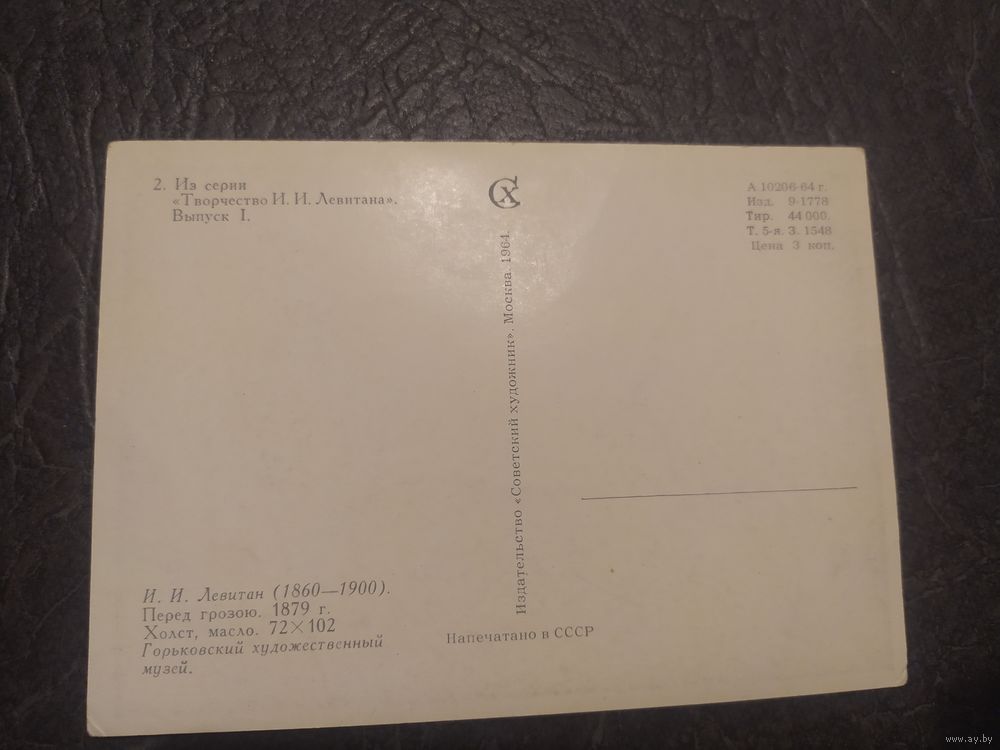 2. Из серии
«Творчество И. И. Левитана».
Выпуск I.
СХ
А 10206-64 г.
Изд. 9-1778
Тир. 44 000.
Т. 5-я. З. 1548
Цена 3 коп.
Издательство «Советский художник». Москва. 1964.
И. И. Левитан (1860—1900).
Перед грозою. 1879 г.
Холст, масло. 72×102
Горьковский художественный
музей.
Напечатано в СССР
www.ay.by